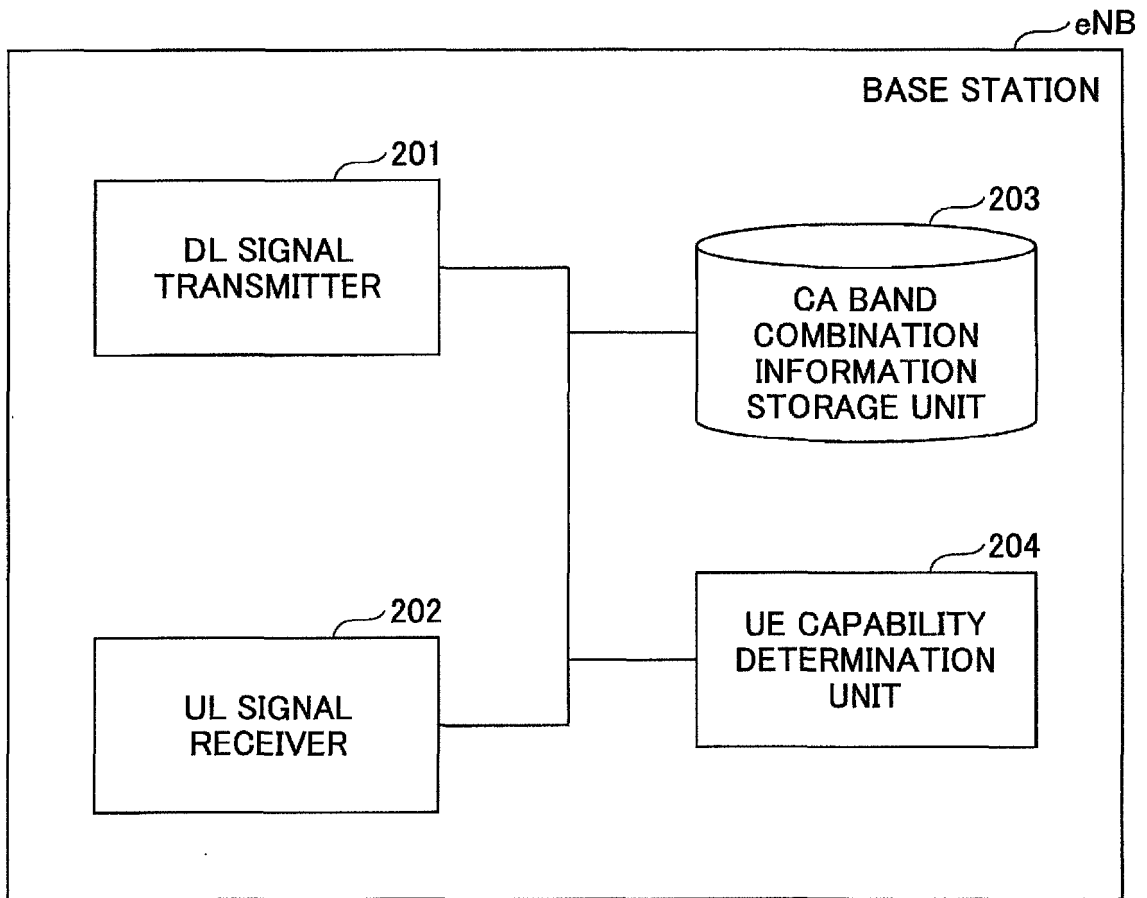 eNB
BASE STATION
201
DL SIGNAL
TRANSMITTER
203
CA BAND
COMBINATION
INFORMATION
STORAGE UNIT
202
UL SIGNAL
RECEIVER
204
UE CAPABILITY
DETERMINATION
UNIT